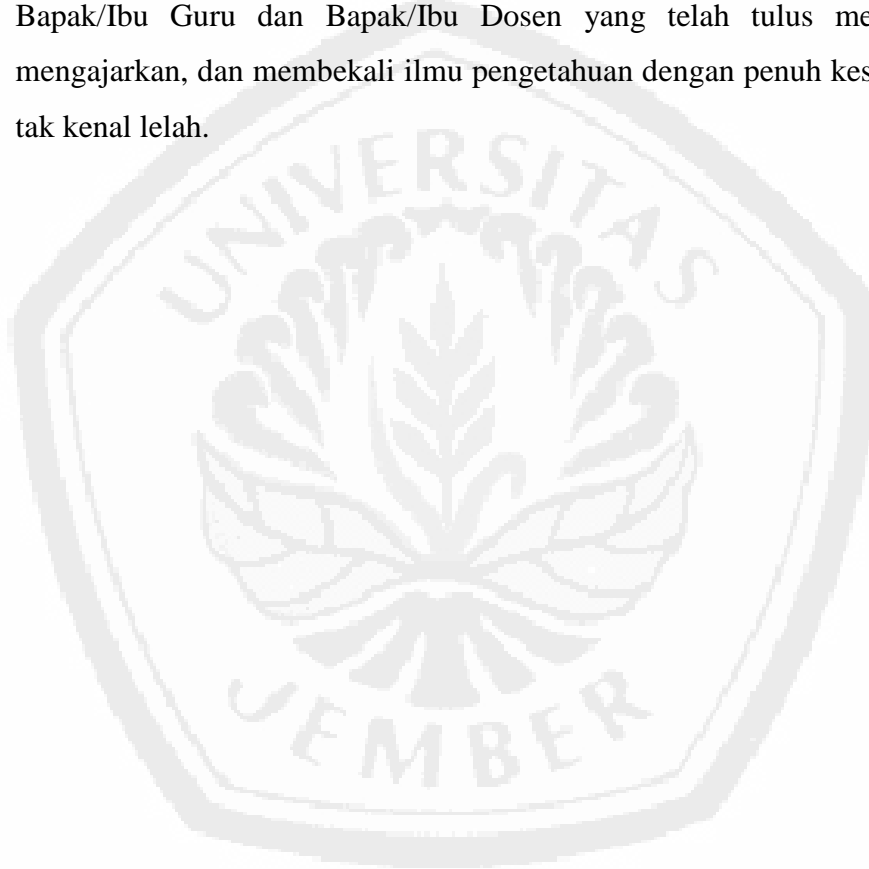 Bapak/Ibu Guru dan Bapak/Ibu Dosen yang telah tulus me
mengajarkan, dan membekali ilmu pengetahuan dengan penuh kes
tak kenal lelah.
UNIVERSITAS
JEMBER